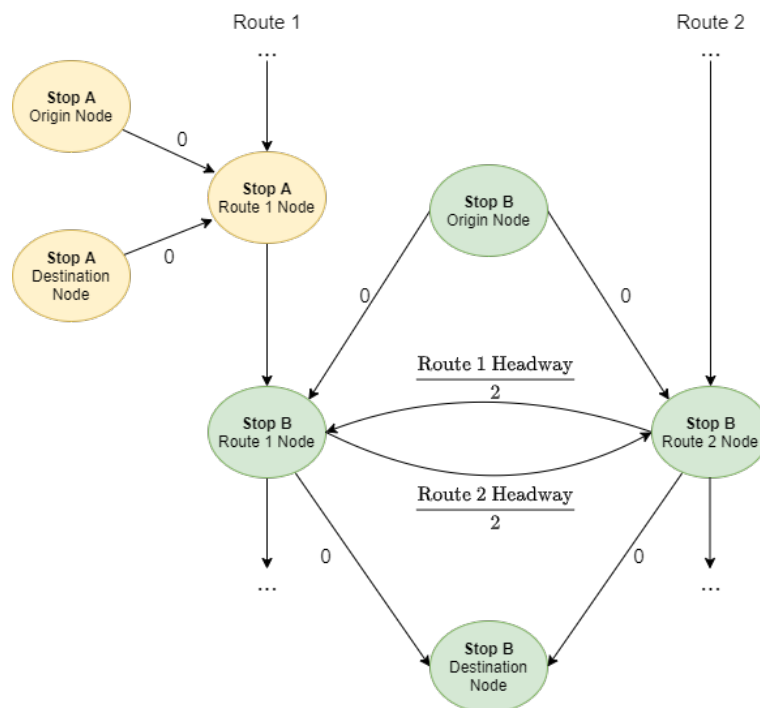 Route 1
Route 2
...
Stop A
Origin Node
0
Stop A
Route 1 Node
Stop B
Origin Node
Stop A
Destination
Node
0
0
0
Route 1 Headway
2
Stop B
Route 1 Node
Stop B
Route 2 Node
Route 2 Headway
2
0
0
...
...
Stop B
Destination
Node